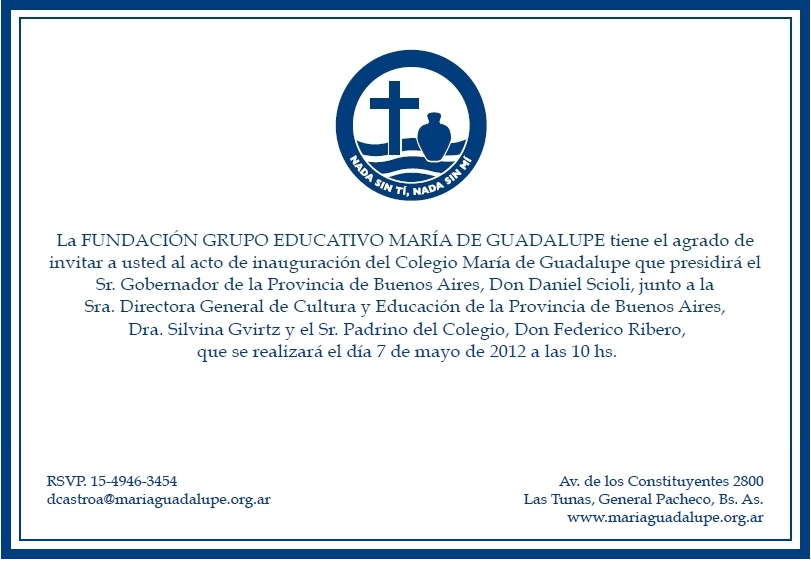 NADA SIN TÍ, NADA SIN MÍ
La FUNDACIÓN GRUPO EDUCATIVO MARÍA DE GUADALUPE tiene el agrado de
invitar a usted al acto de inauguración del Colegio María de Guadalupe que presidirá el
Sr. Gobernador de la Provincia de Buenos Aires, Don Daniel Scioli, junto a la
Sra. Directora General de Cultura y Educación de la Provincia de Buenos Aires,
Dra. Silvina Gvirtz y el Sr. Padrino del Colegio, Don Federico Ribero,
que se realizará el día 7 de mayo de 2012 a las 10 hs.
RSVP. 15-4946-3454
dcastroa@mariaguadalupe.org.ar
Av. de los Constituyentes 2800
Las Tunas, General Pacheco, Bs. As.
www.mariaguadalupe.org.ar